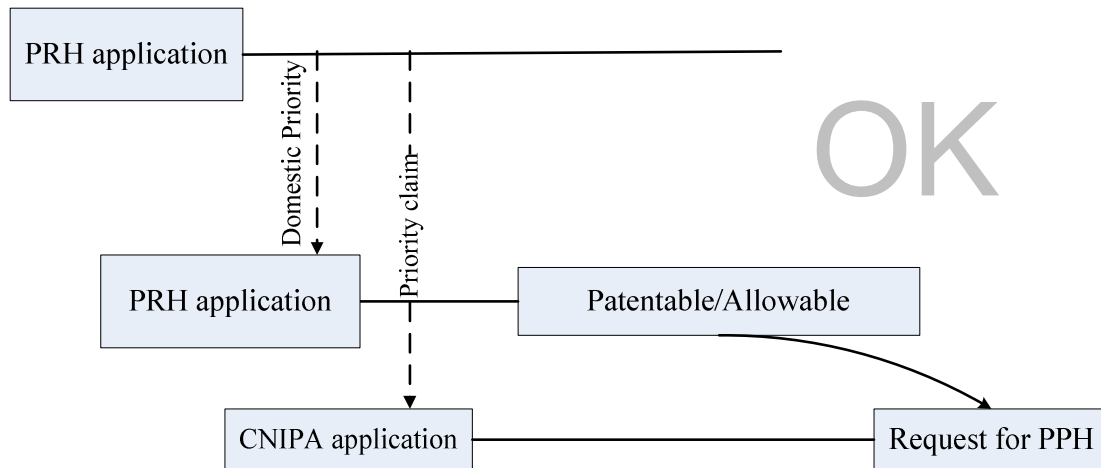 PRH application
OK
Domestic Priority
Priority claim
PRH application
Patentable/Allowable
CNIPA application
Request for PPH